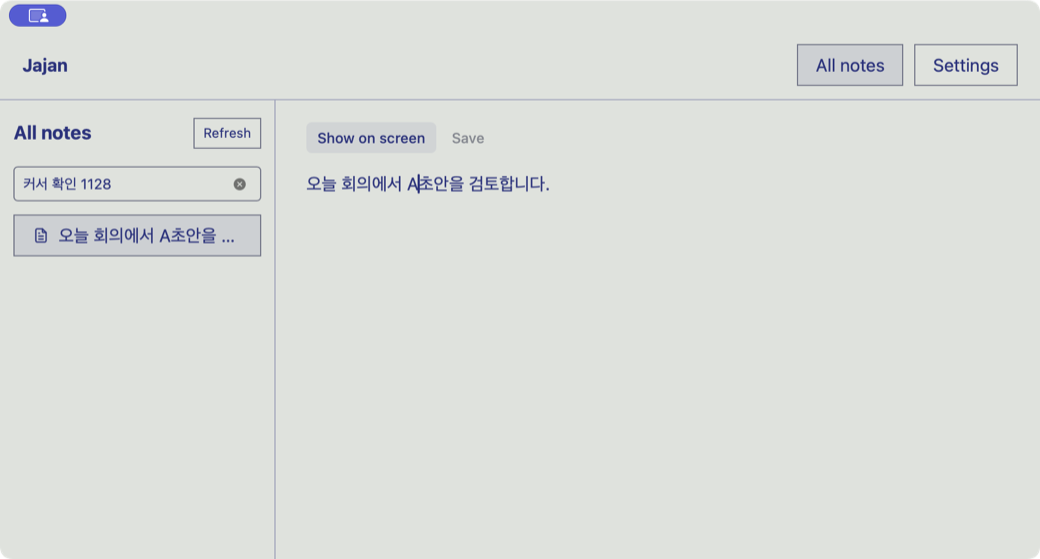 Jajan
All notes
Settings
All notes
Refresh
커서 확인 1128
오늘 회의에서 A초안을 ...
Show on screen
Save
오늘 회의에서 A초안을 검토합니다.